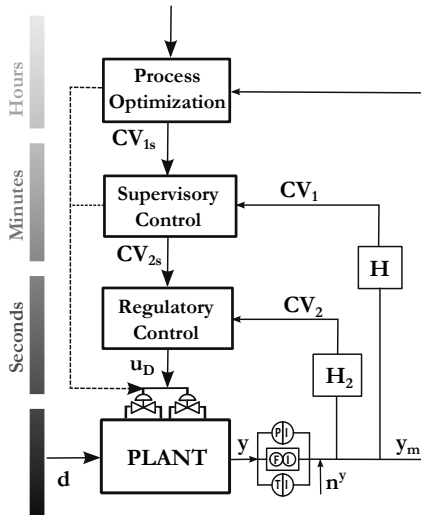 Hours
Minutes
Seconds
Process
Optimization
CV1s
Supervisory
Control
CV1
H
CV2s
Regulatory
Control
CV2
H2
uD
PLANT
d
y
PI
FI
TI
ny
ym